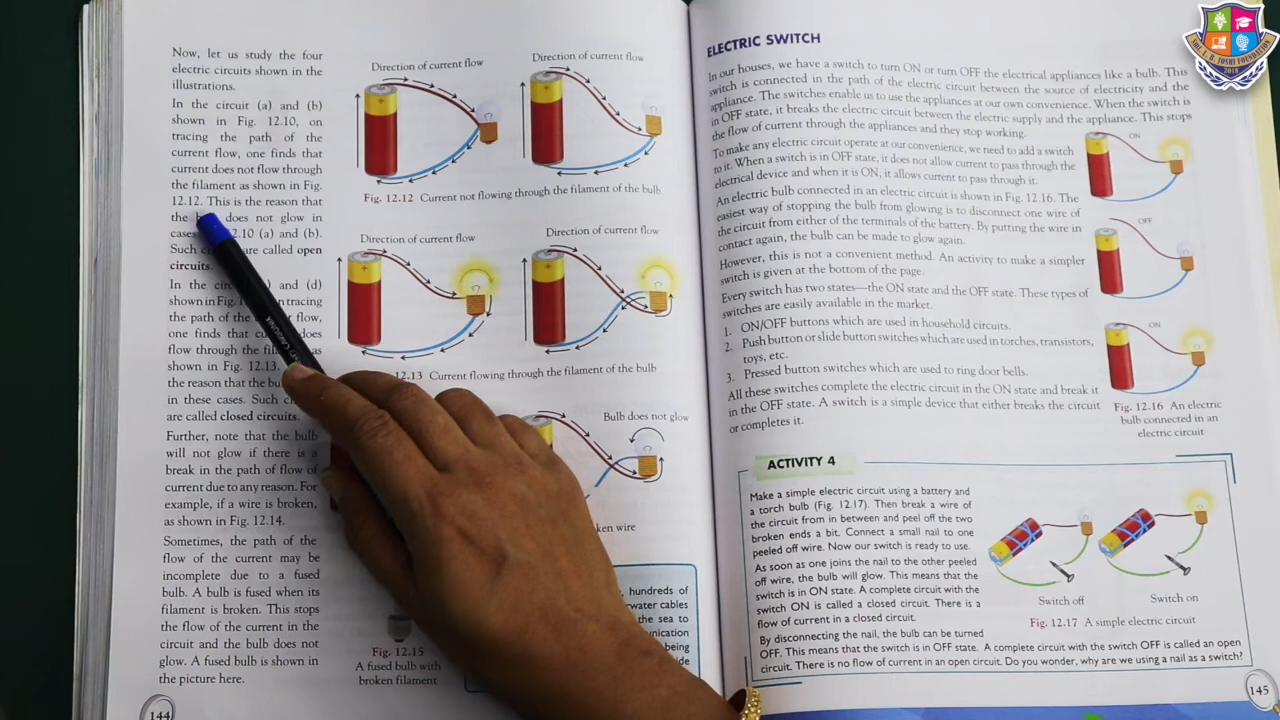 Now, let us study the four
electric circuits shown in the
illustrations.
In the circuit (a) and (b)
shown in Fig. 12.10, on
tracing the path of the
current flow, one finds that
current does not flow through
the filament as shown in Fig.
12.12. This is the reason that
the does not glow in
cases 2.10 (a) and (b).
Such are called open
circuits.
In the and (d)
shown in Fig. tracing
the path of the flow,
one finds that does
flow through the as
shown in Fig. 12.13.
the reason that the
in these cases. Such
are called closed circuits.
Further, note that the bulb
will not glow if there is a
break in the path of flow of
current due to any reason. For
example, if a wire is broken,
as shown in Fig. 12.14.
Sometimes, the path of the
flow of the current may be
incomplete due to a fused
bulb. A bulb is fused when its
filament is broken. This stops
the flow of the current in the
circuit and the bulb does not
glow. A fused bulb is shown in
the picture here.
144
Direction of current flow
Direction of current flow
Fig. 12.12 Current not flowing through the filament of the bulb
Direction of current flow
Direction of current flow
12.13 Current flowing through the filament of the bulb
Bulb does not glow
wire
Fig. 12.15
A fused bulb with
broken filament
hundreds of
water cables
the sea to
being
ELECTRIC SWITCH
In our houses, we have a switch to turn ON or turn OFF the electrical appliances like a bulb. This
switch is connected in the path of the electric circuit between the source of electricity and the
appliance. The switches enable us to use the appliances at our own convenience. When the switch is
in OFF state, it breaks the electric circuit between the electric supply and the appliance. This stops
the flow of current through the appliances and they stop working.
To make any electric circuit operate at our convenience, we need to add a switch
to it. When a switch is in OFF state, it does not allow current to pass through the
electrical device and when it is ON, it allows current to pass through it.
An electric bulb connected in an electric circuit is shown in Fig. 12.16. The
easiest way of stopping the bulb from glowing is to disconnect one wire of
the circuit from either of the terminals of the battery. By putting the wire in
contact again, the bulb can be made to glow again.
However, this is not a convenient method. An activity to make a simpler
switch is given at the bottom of the page.
Every switch has two states—the ON state and the OFF state. These types of
switches are easily available in the market.
1. ON/OFF buttons which are used in household circuits.
2. Push button or slide button switches which are used in torches, transistors,
toys, etc.
3. Pressed button switches which are used to ring door bells.
All these switches complete the electric circuit in the ON state and break it
in the OFF state. A switch is a simple device that either breaks the circuit
or completes it.
ON
OFF
ON
Fig. 12.16 An electric
bulb connected in an
electric circuit
ACTIVITY 4
Make a simple electric circuit using a battery and
a torch bulb (Fig. 12.17). Then break a wire of
the circuit from in between and peel off the two
broken ends a bit. Connect a small nail to one
peeled off wire. Now our switch is ready to use.
As soon as one joins the nail to the other peeled
off wire, the bulb will glow. This means that the
switch is in ON state. A complete circuit with the
switch ON is called a closed circuit. There is a
flow of current in a closed circuit.
By disconnecting the nail, the bulb can be turned
OFF. This means that the switch is in OFF state. A complete circuit with the switch OFF is called an open
circuit. There is no flow of current in an open circuit. Do you wonder, why are we using a nail as a switch?
Switch off
Switch on
Fig. 12.17 A simple electric circuit
145
2018